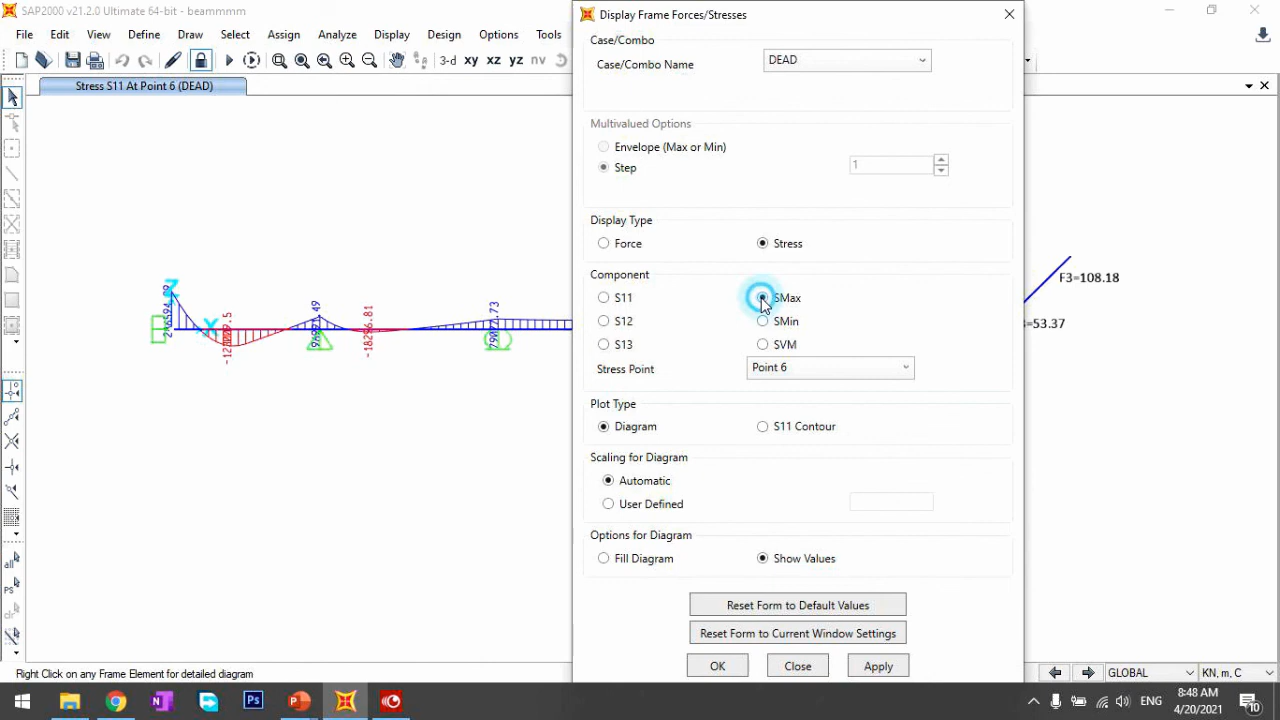 SAP2000 v21.2.0 Ultimate 64-bit - beammmm
File Edit View Define Draw Select Assign Analyze Display Design Options Tools
3-d xy xz yz nv
Stress S11 At Point 6 (DEAD)
Display Frame Forces/Stresses
Case/Combo
Case/Combo Name DEAD
Multivalued Options
Envelope (Max or Min)
Step 1
Display Type
Force Stress
Component
S11 SMax
S12 SMin
S13 SVM
Stress Point Point 6
Plot Type
Diagram S11 Contour
Scaling for Diagram
Automatic
User Defined
Options for Diagram
Fill Diagram Show Values
Reset Form to Default Values
Reset Form to Current Window Settings
OK Close Apply
Z
X
-18296.81
F3=108.18
=53.37
all
PS
clr
Right Click on any Frame Element for detailed diagram
GLOBAL KN, m, C
ENG
8:48 AM
4/20/2021
10